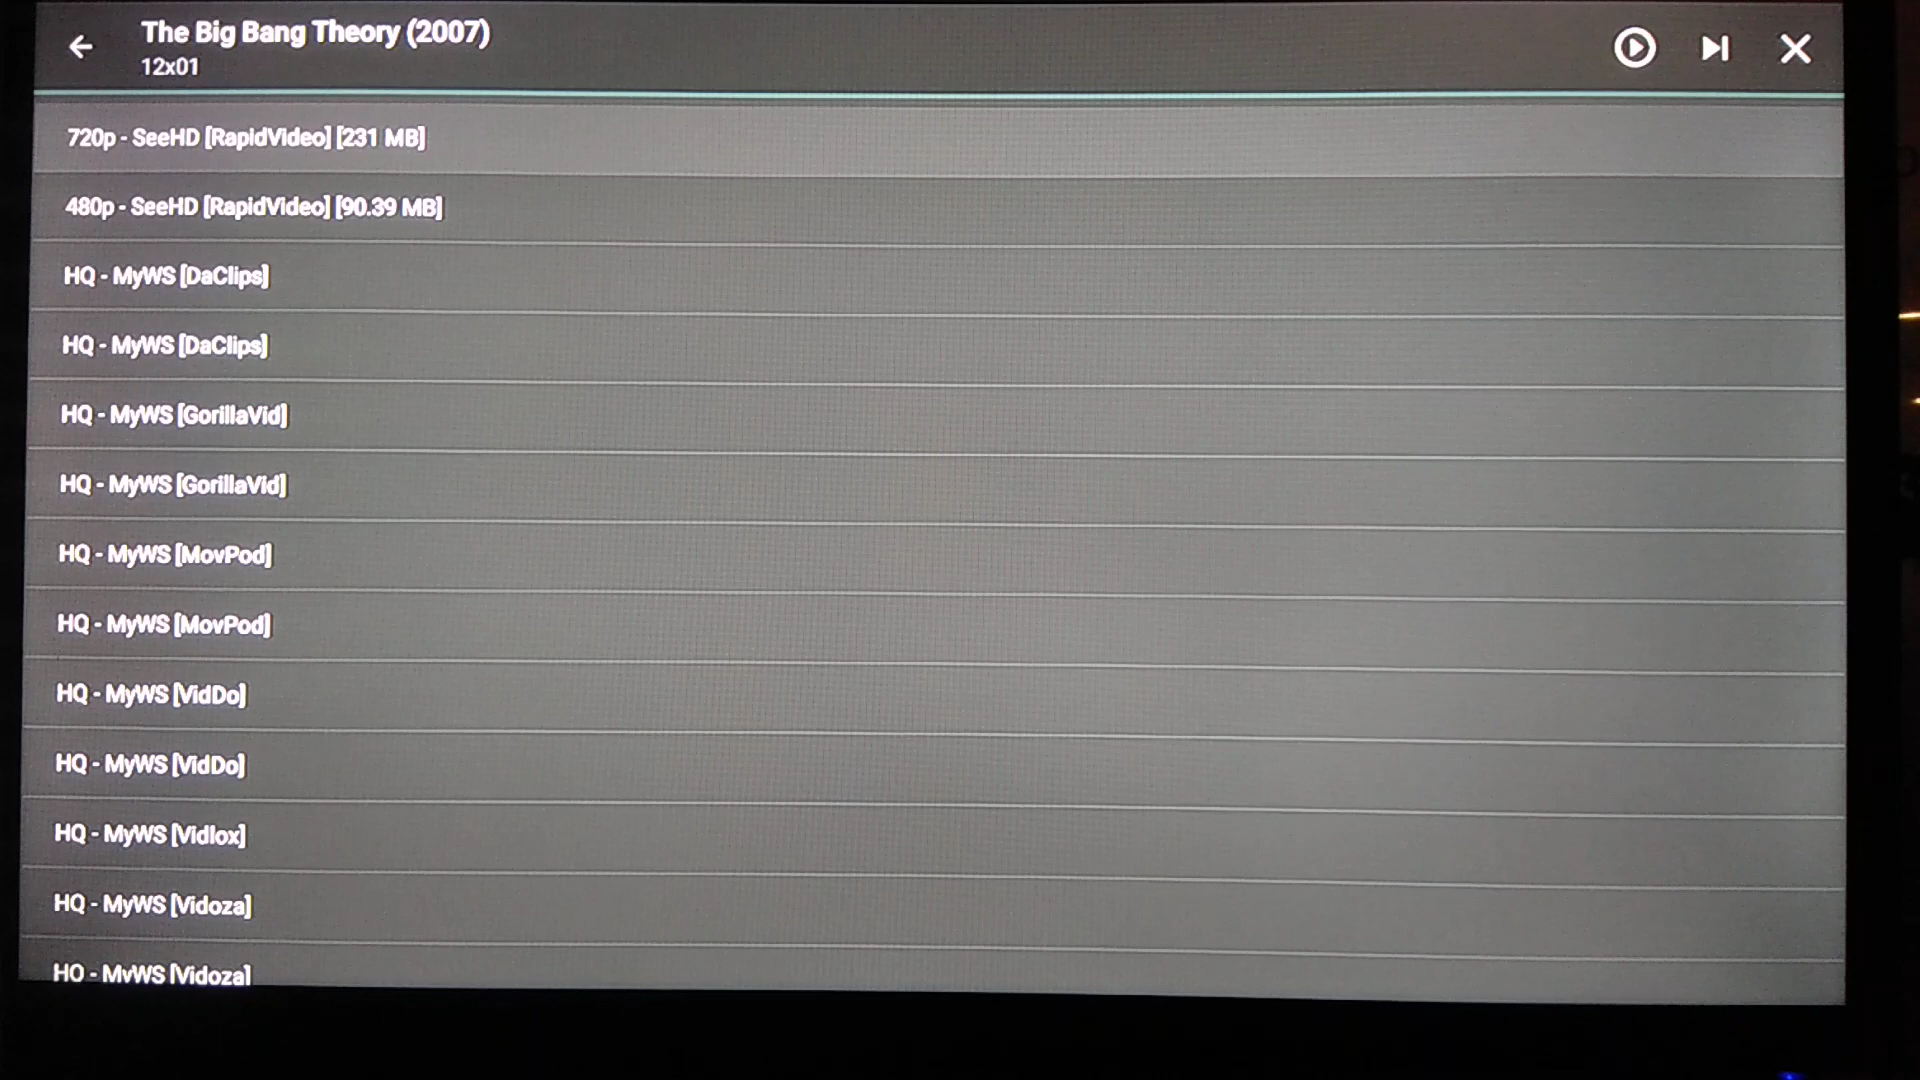 The Big Bang Theory (2007)
12x01
720p - SeeHD [RapidVideo] [231 MB]
480p - SeeHD [RapidVideo] [90.39 MB]
HQ - MyWS [DaClips]
HQ - MyWS [DaClips]
HQ - MyWS [GorillaVid]
HQ - MyWS [GorillaVid]
HQ - MyWS [MovPod]
HQ - MyWS [MovPod]
HQ - MyWS [VidDo]
HQ - MyWS [VidDo]
HQ - MyWS [Vidlox]
HQ - MyWS [Vidoza]
HQ - MyWS [Vidoza]